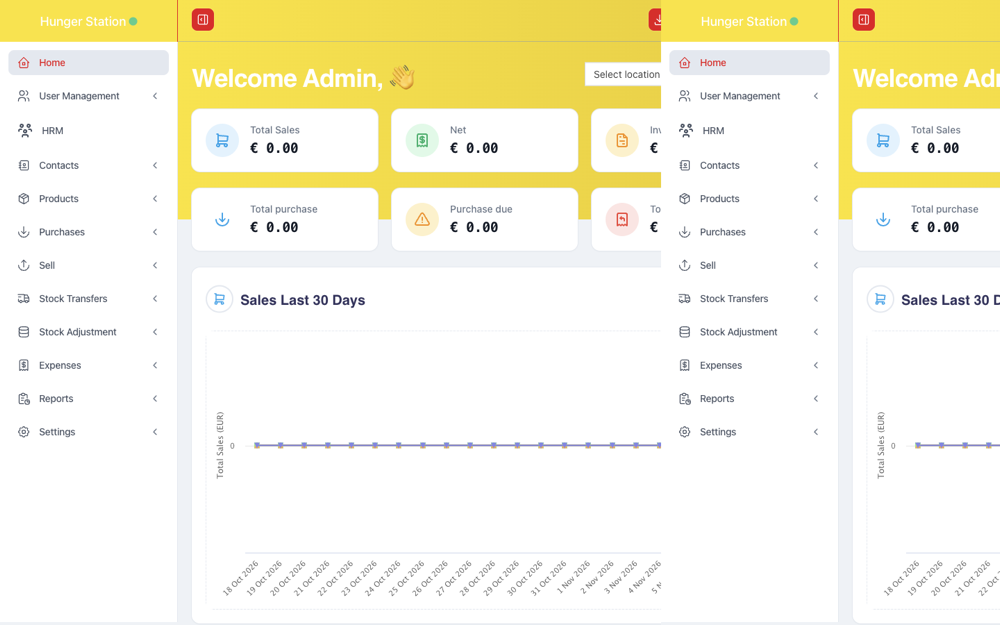 Hunger Station
Home
User Management
HRM
Contacts
Products
Purchases
Sell
Stock Transfers
Stock Adjustment
Expenses
Reports
Settings
Welcome Admin,
Select location
Total Sales
€ 0.00
Net
€ 0.00
Inv
€
Total purchase
€ 0.00
Purchase due
€ 0.00
To
€
Sales Last 30 Days
Total Sales (EUR)
0
18 Oct 2026
19 Oct 2026
20 Oct 2026
21 Oct 2026
22 Oct 2026
23 Oct 2026
24 Oct 2026
25 Oct 2026
26 Oct 2026
27 Oct 2026
28 Oct 2026
29 Oct 2026
30 Oct 2026
31 Oct 2026
1 Nov 2026
2 Nov 2026
3 Nov 2026
4 Nov 2026
Hunger Station
Home
User Management
HRM
Contacts
Products
Purchases
Sell
Stock Transfers
Stock Adjustment
Expenses
Reports
Settings
Welcome Ad
Total Sales
€ 0.00
Total purchase
€ 0.00
Sales Last 30 D
Total Sales (EUR)
0
18 Oct 2026
19 Oct 2026
20 Oct 2026
21 Oct 2026